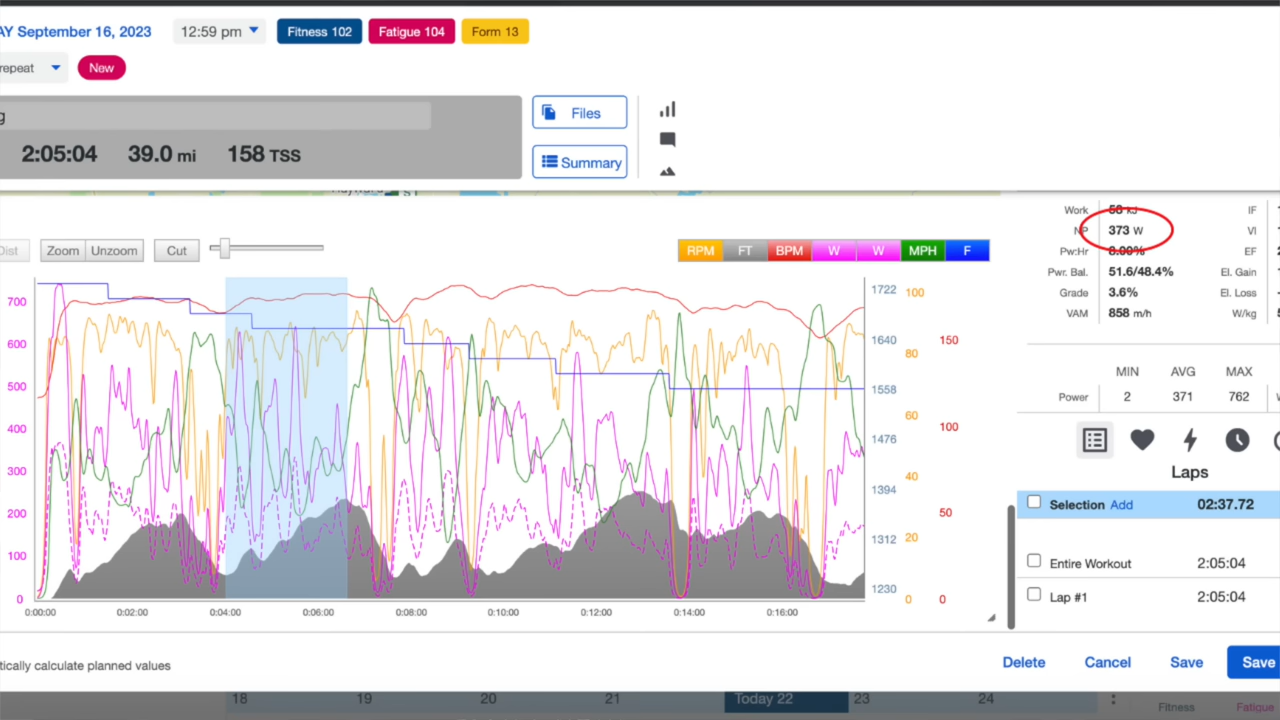 AY September 16, 2023 12:59 pm Fitness 102 Fatigue 104 Form 13
repeat New
g
Files
2:05:04 39.0 mi 158 TSS
Summary
Work 58 kJ IF
NP 373 W VI
Pw:Hr 8.00% EF
Pwr. Bal. 51.6/48.4% El. Gain
Grade 3.6% El. Loss
VAM 858 m/h W/kg
Dist Zoom Unzoom Cut RPM FT BPM W W MPH F
700 1722 100
600 1640 80 150
500 1558
400 1476 60 100
300 1394 40
200 50
100 1312 20
0 1230 0 0
0:00:00 0:02:00 0:04:00 0:06:00 0:08:00 0:10:00 0:12:00 0:14:00 0:16:00
MIN AVG MAX
Power 2 371 762
Laps
Selection Add 02:37.72
Entire Workout 2:05:04
Lap #1 2:05:04
tically calculate planned values Delete Cancel Save Save
18 19 20 21 Today 22 23 24
Fitness Fatigue